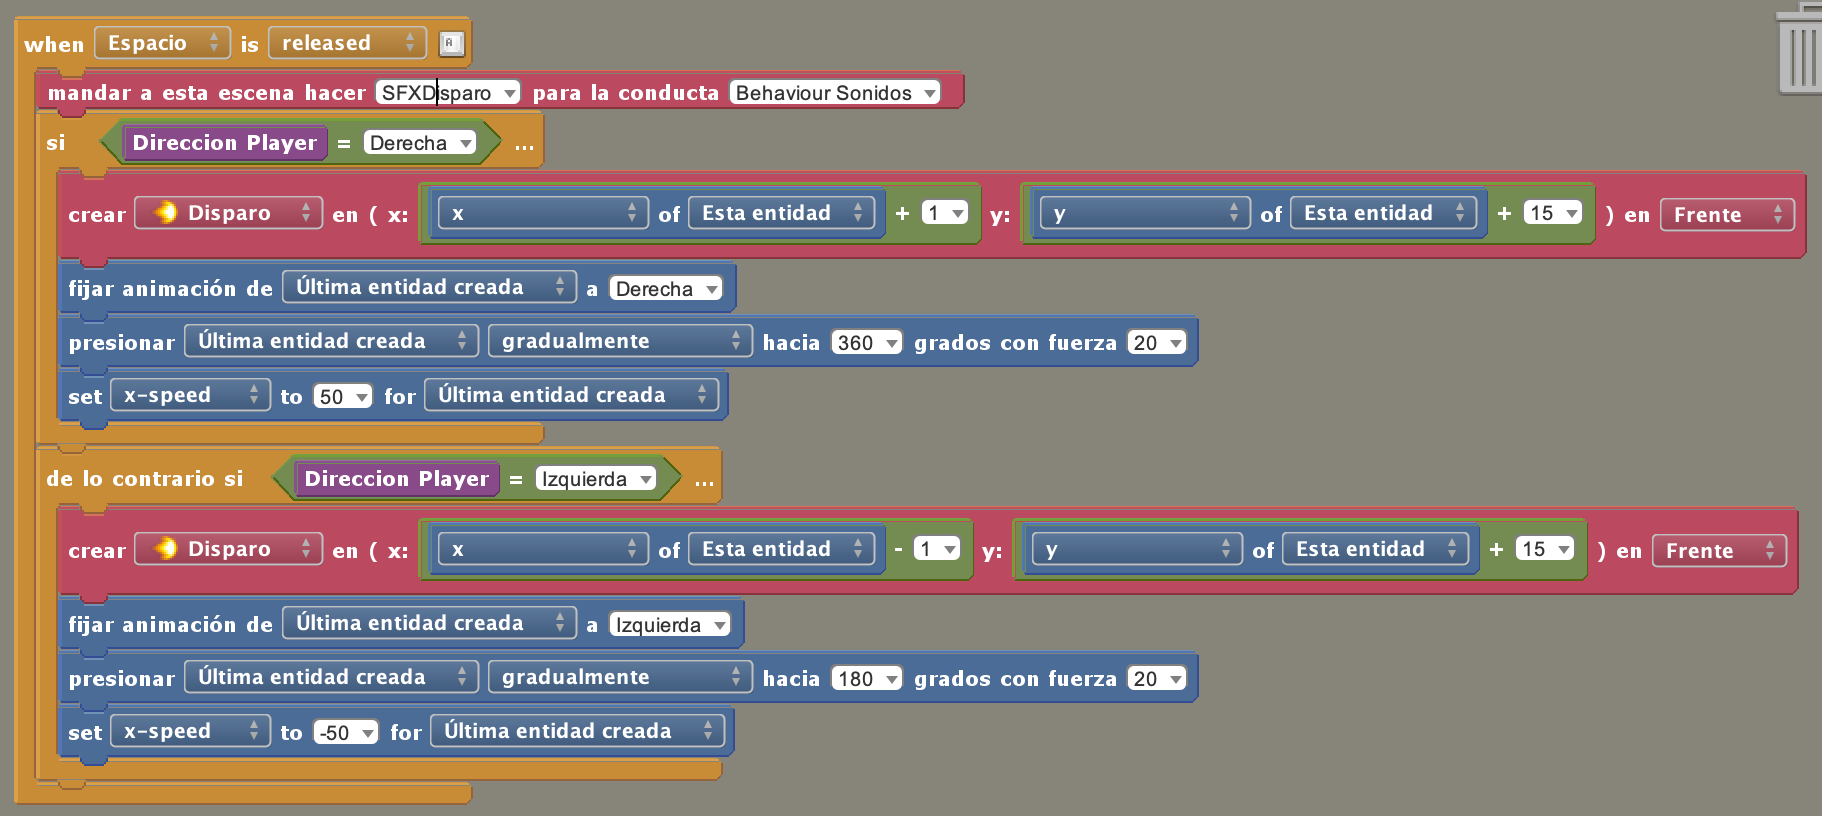 when Espacio is released A
mandar a esta escena hacer SFXDisparo para la conducta Behaviour Sonidos
si Direccion Player = Derecha ...
crear Disparo en ( x: x of Esta entidad + 1 y: y of Esta entidad + 15 ) en Frente
fijar animación de Última entidad creada a Derecha
presionar Última entidad creada gradualmente hacia 360 grados con fuerza 20
set x-speed to 50 for Última entidad creada
de lo contrario si Direccion Player = Izquierda ...
crear Disparo en ( x: x of Esta entidad - 1 y: y of Esta entidad + 15 ) en Frente
fijar animación de Última entidad creada a Izquierda
presionar Última entidad creada gradualmente hacia 180 grados con fuerza 20
set x-speed to -50 for Última entidad creada